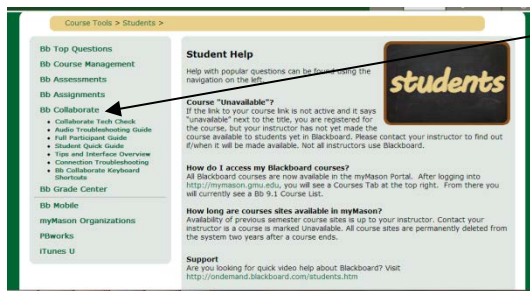 Course Tools > Students >
Bb Top Questions
Bb Course Management
Bb Assessments
Bb Assignments
Bb Collaborate
• Collaborate Tech Check
• Audio Troubleshooting Guide
• Full Participant Guide
• Student Quick Guide
• Tips and Interface Overview
• Connection Troubleshooting
• Bb Collaborate Keyboard
Shortcuts
Bb Grade Center
Bb Mobile
myMason Organizations
PBworks
iTunes U
Student Help
Help with popular questions can be found using the
navigation on the left.
students
Course "Unavailable"?
If the link to your course link is not active and it says
"unavailable" next to the title, you are registered for
the course, but your instructor has not yet made the
course available to students yet in Blackboard. Please contact your instructor to find out
if/when it will be made available. Not all instructors use Blackboard.
How do I access my Blackboard courses?
All Blackboard courses are now available in the myMason Portal. After logging into
http://mymason.gmu.edu, you will see a Courses Tab at the top right. From there you
will currently see a Bb 9.1 Course List.
How long are courses sites available in myMason?
Availability of previous semester course sites is up to your instructor. Contact your
instructor is a course is marked Unavailable. All course sites are permanently deleted from
the system two years after a course ends.
Support
Are you looking for quick video help about Blackboard? Visit
http://ondemand.blackboard.com/students.htm